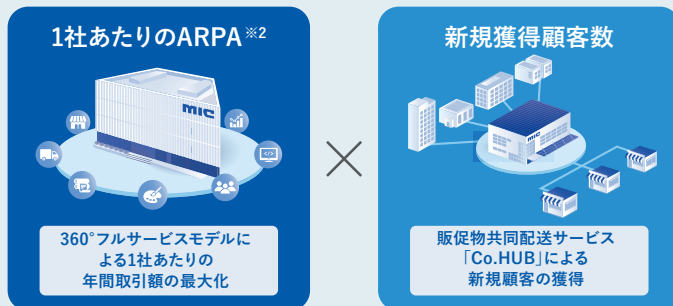 1社あたりのARPA※2
mic
360°フルサービスモデルに
よる1社あたりの
年間取引額の最大化
×
新規獲得顧客数
mic
販促物共同配送サービス
「Co.HUB」による
新規顧客の獲得